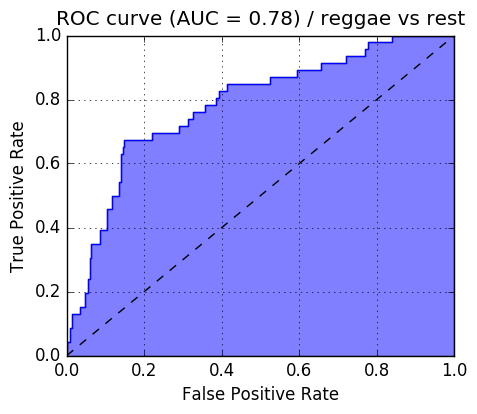 ROC curve (AUC = 0.78) / reggae vs rest
1.0
0.8
0.6
0.4
0.2
0.0
True Positive Rate
0.0 0.2 0.4 0.6 0.8 1.0
False Positive Rate